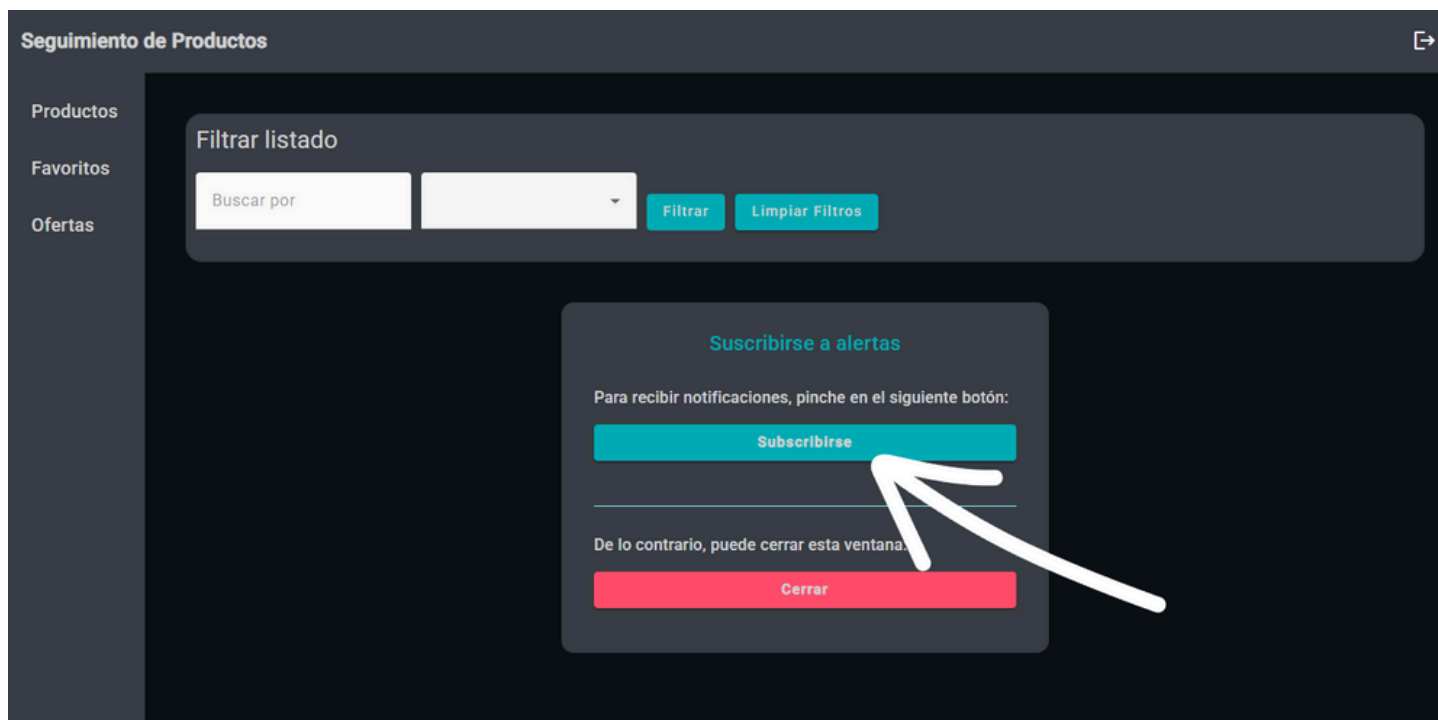 Seguimiento de Productos
Productos
Favoritos
Ofertas
Filtrar listado
Buscar por
Filtrar
Limpiar Filtros
Suscribirse a alertas
Para recibir notificaciones, pinche en el siguiente botón:
Subscribirse
De lo contrario, puede cerrar esta ventana:
Cerrar